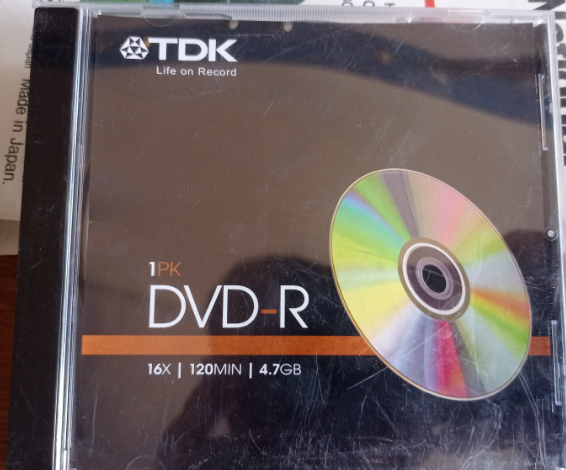 TDK
Life on Record
1PK
DVD-R
16X | 120MIN | 4.7GB
Made in Japan.